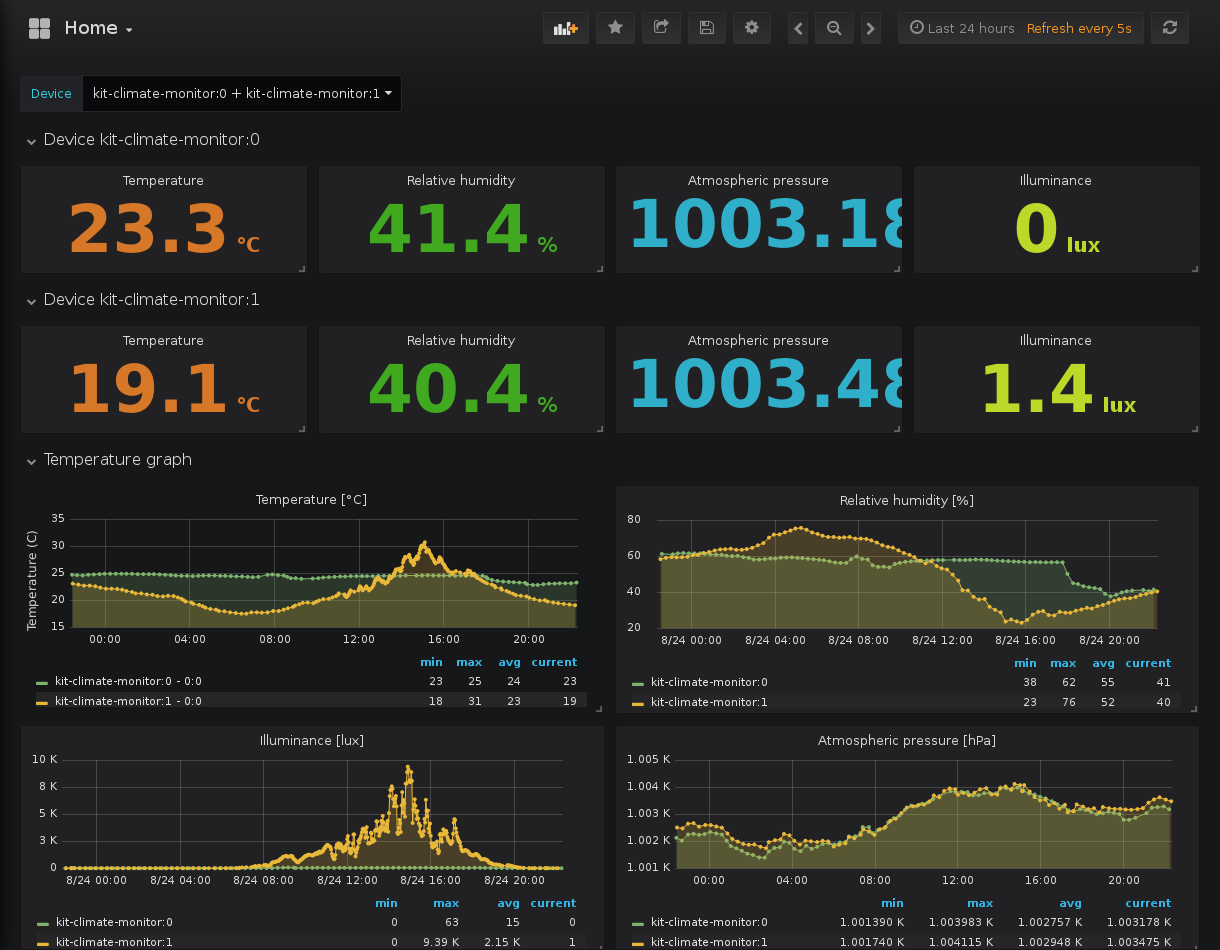 Home
Last 24 hours Refresh every 5s
Device kit-climate-monitor:0 + kit-climate-monitor:1
Device kit-climate-monitor:0
Temperature Relative humidity Atmospheric pressure Illuminance
23.3 °C 41.4 % 1003.18 0 lux
Device kit-climate-monitor:1
Temperature Relative humidity Atmospheric pressure Illuminance
19.1 °C 40.4 % 1003.48 1.4 lux
Temperature graph
Temperature [°C]
Temperature (C)
35
30
25
20
15
00:00 04:00 08:00 12:00 16:00 20:00
min max avg current
kit-climate-monitor:0 - 0:0 23 25 24 23
kit-climate-monitor:1 - 0:0 18 31 23 19
Relative humidity [%]
80
60
40
20
8/24 00:00 8/24 04:00 8/24 08:00 8/24 12:00 8/24 16:00 8/24 20:00
min max avg current
kit-climate-monitor:0 38 62 55 41
kit-climate-monitor:1 23 76 52 40
Illuminance [lux]
10 K
8 K
5 K
3 K
0
8/24 00:00 8/24 04:00 8/24 08:00 8/24 12:00 8/24 16:00 8/24 20:00
min max avg current
kit-climate-monitor:0 0 63 15 0
kit-climate-monitor:1 0 9.39 K 2.15 K 1
Atmospheric pressure [hPa]
1.005 K
1.004 K
1.003 K
1.002 K
1.001 K
00:00 04:00 08:00 12:00 16:00 20:00
min max avg current
kit-climate-monitor:0 1.001390 K 1.003983 K 1.002757 K 1.003178 K
kit-climate-monitor:1 1.001740 K 1.004115 K 1.002948 K 1.003475 K